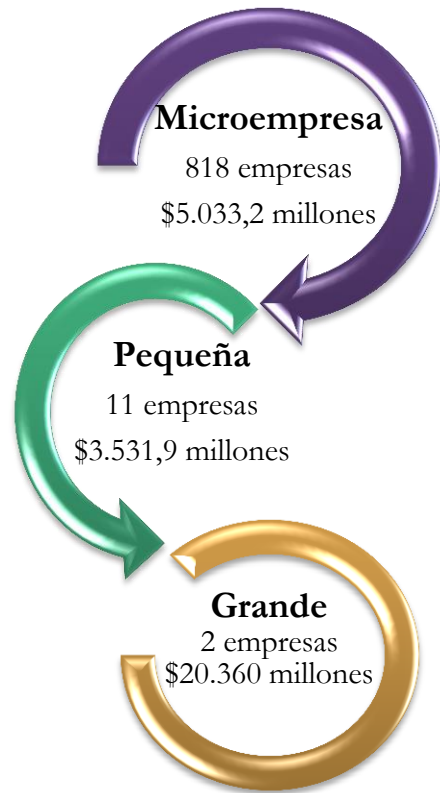 Microempresa
818 empresas
$5.033,2 millones
Pequeña
11 empresas
$3.531,9 millones
Grande
2 empresas
$20.360 millones